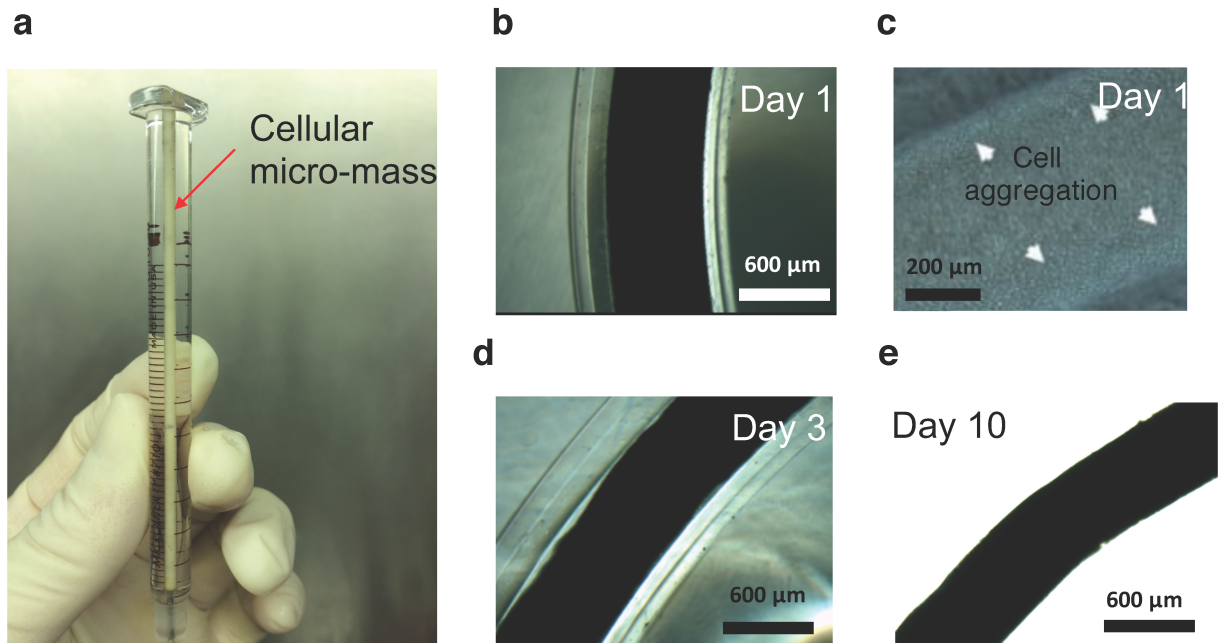 a
Cellular
micro-mass
b
Day 1
600 µm
c
Day 1
Cell
aggregation
200 µm
d
Day 3
600 µm
e
Day 10
600 µm